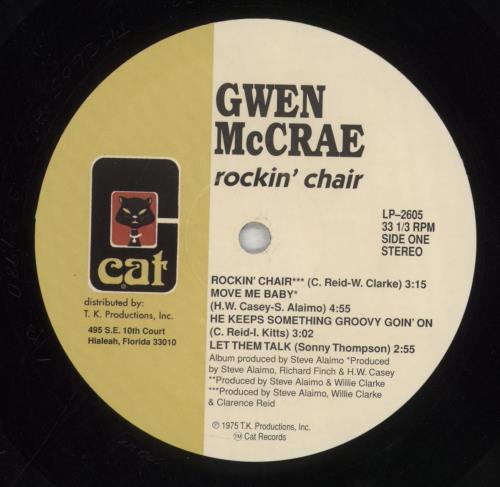 GWEN
McCRAE
rockin' chair
LP–2605
33 1/3 RPM
SIDE ONE
STEREO
cat
distributed by:
T. K. Productions, Inc.
495 S.E. 10th Court
Hialeah, Florida 33010
ROCKIN' CHAIR*** (C. Reid-W. Clarke) 3:15
MOVE ME BABY*
(H.W. Casey-S. Alaimo) 4:55
HE KEEPS SOMETHING GROOVY GOIN' ON
(C. Reid-I. Kitts) 3:02
LET THEM TALK (Sonny Thompson) 2:55
Album produced by Steve Alaimo *Produced
by Steve Alaimo, Richard Finch & H.W. Casey
**Produced by Steve Alaimo & Willie Clarke
***Produced by Steve Alaimo, Willie Clarke
& Clarence Reid
℗ 1975 T.K. Productions, Inc.
TM Cat Records